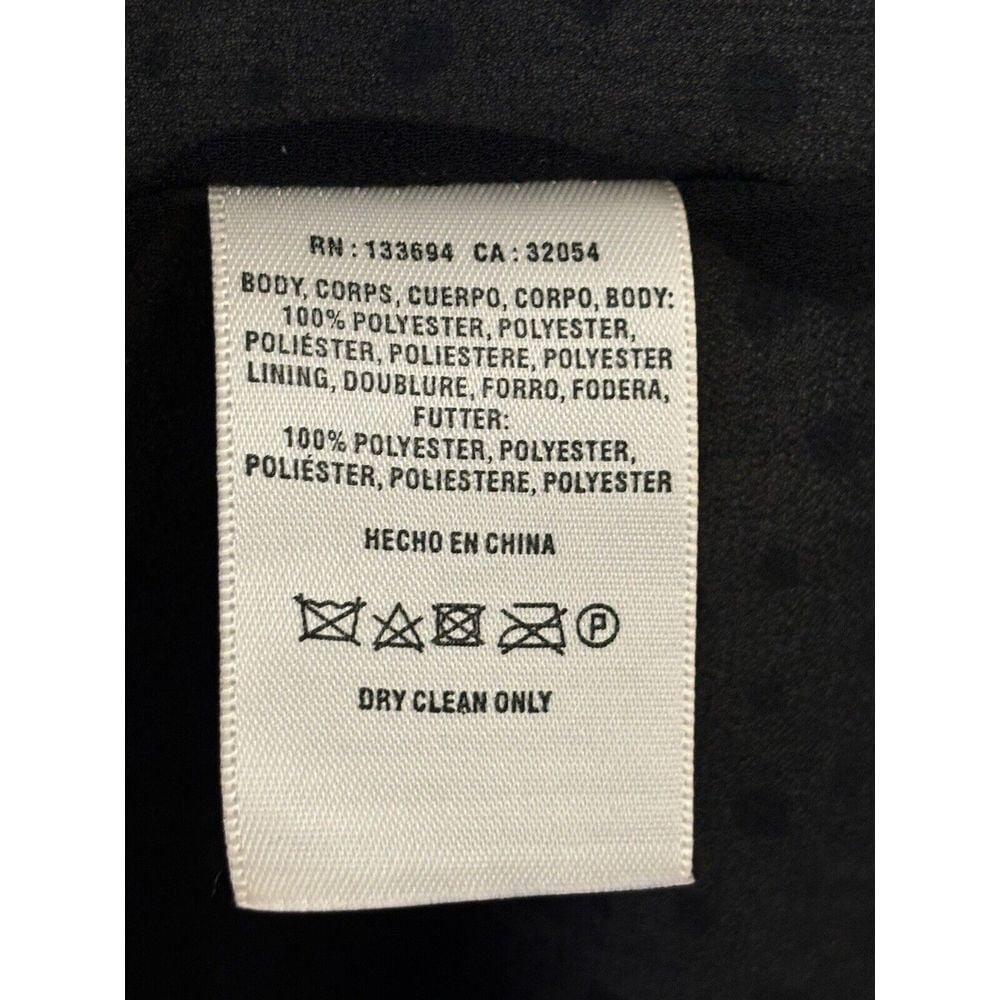 RN : 133694 CA : 32054
BODY, CORPS, CUERPO, CORPO, BODY:
100% POLYESTER, POLYESTER,
POLIÉSTER, POLIESTERE, POLYESTER
LINING, DOUBLURE, FORRO, FODERA,
FUTTER:
100% POLYESTER, POLYESTER,
POLIÉSTER, POLIESTERE, POLYESTER
HECHO EN CHINA
P
DRY CLEAN ONLY